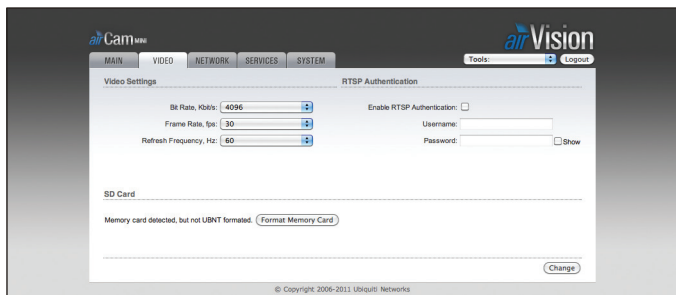 airCam MINI
airVision
MAIN VIDEO NETWORK SERVICES SYSTEM
Tools: Logout
Video Settings
Bit Rate, Kbit/s: 4096
Frame Rate, fps: 30
Refresh Frequency, Hz: 60
RTSP Authentication
Enable RTSP Authentication:
Username:
Password: Show
SD Card
Memory card detected, but not UBNT formated. Format Memory Card
Change
© Copyright 2006-2011 Ubiquiti Networks